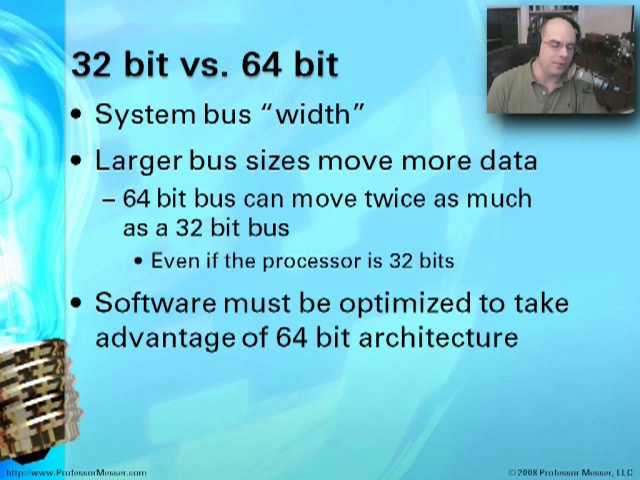 32 bit vs. 64 bit
• System bus “width”
• Larger bus sizes move more data
– 64 bit bus can move twice as much
as a 32 bit bus
• Even if the processor is 32 bits
• Software must be optimized to take
advantage of 64 bit architecture
http://www.ProfessorMesser.com
© 2008 Professor Messer, LLC